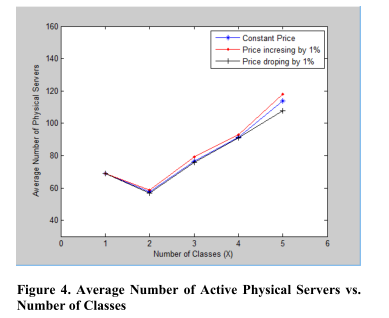 160
140
120
100
80
60
40
Average Number of Physical Servers
Constant Price
Price incresing by 1%
Price droping by 1%
0 1 2 3 4 5 6
Number of Classes (X)
Figure 4. Average Number of Active Physical Servers vs.
Number of Classes